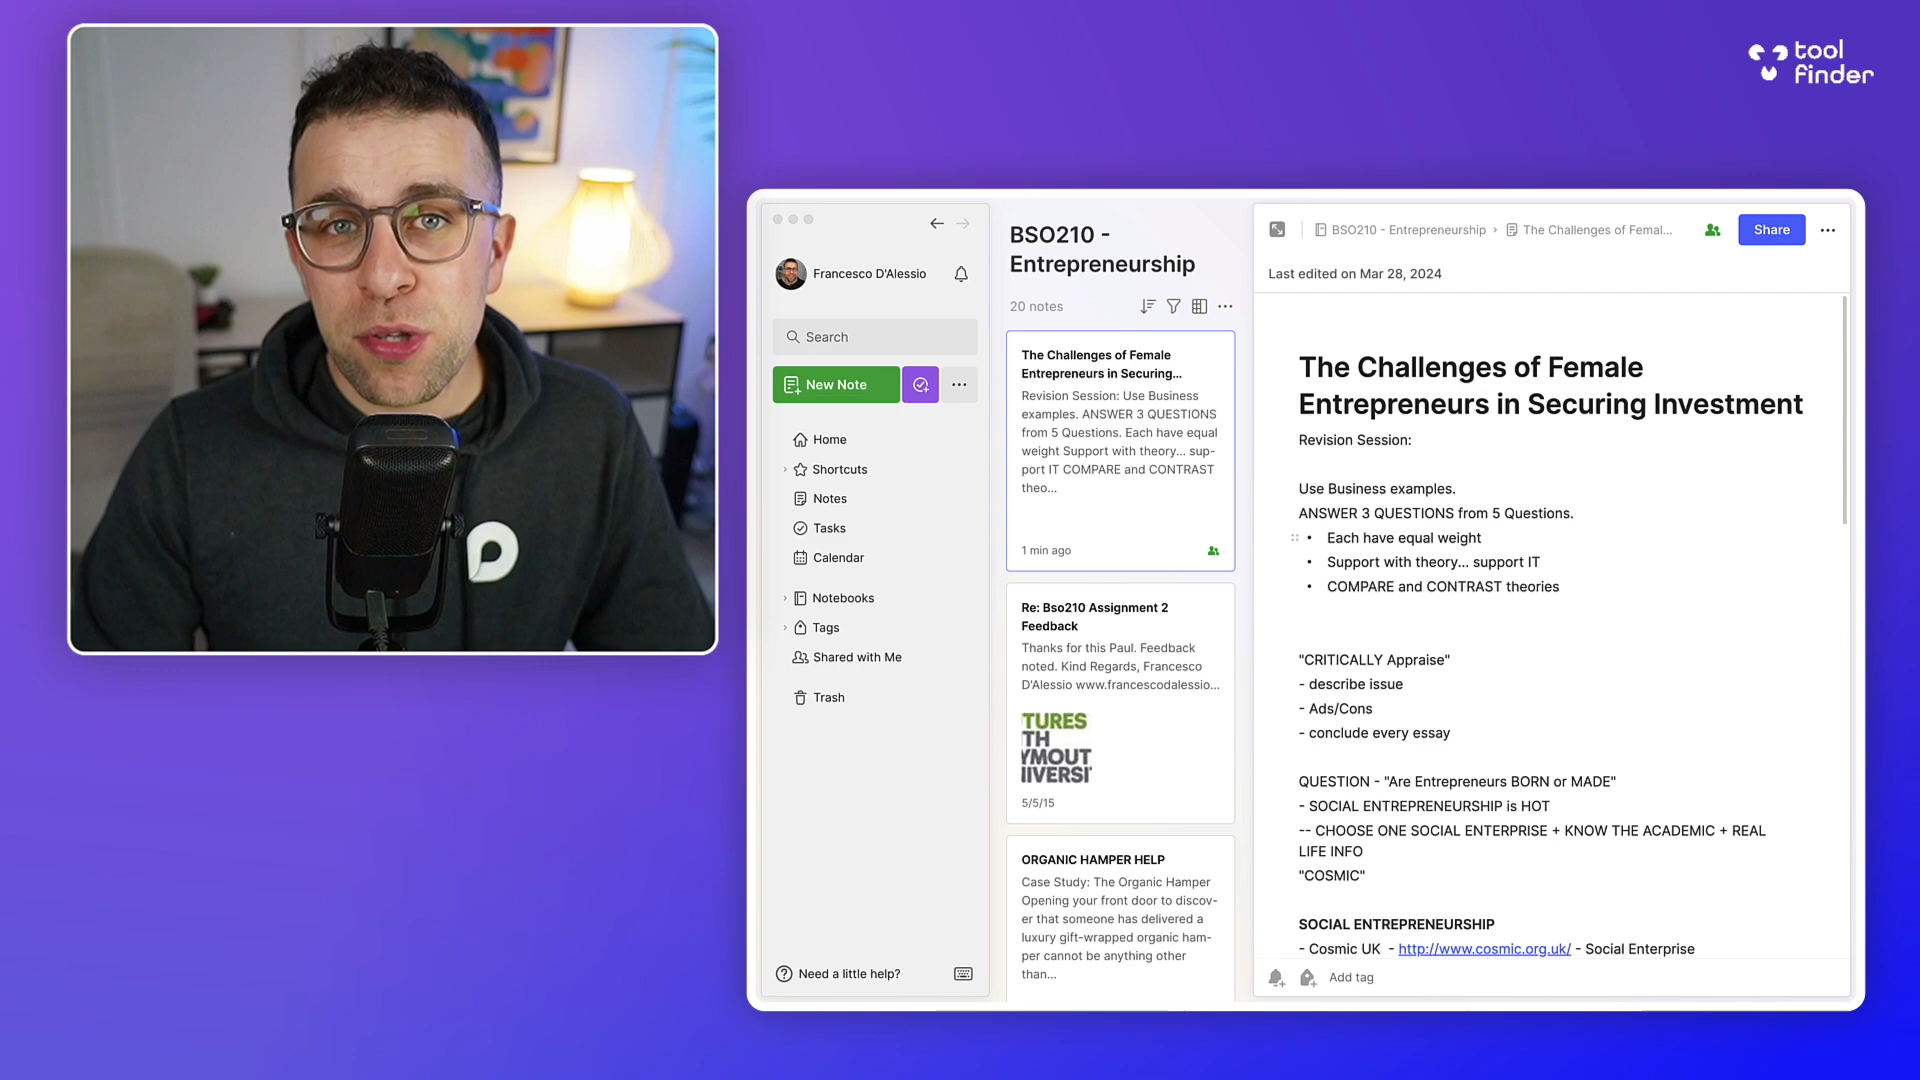 tool
finder
Francesco D'Alessio
Search
New Note
Home
Shortcuts
Notes
Tasks
Calendar
Notebooks
Tags
Shared with Me
Trash
Need a little help?
BSO210 -
Entrepreneurship
20 notes
The Challenges of Female
Entrepreneurs in Securing...
Revision Session: Use Business
examples. ANSWER 3 QUESTIONS
from 5 Questions. Each have equal
weight Support with theory... sup-
port IT COMPARE and CONTRAST
theo...
1 min ago
Re: Bso210 Assignment 2
Feedback
Thanks for this Paul. Feedback
noted. Kind Regards, Francesco
D'Alessio www.francescodalessio...
TURES
TH
YMOUT
IIVERSI
5/5/15
ORGANIC HAMPER HELP
Case Study: The Organic Hamper
Opening your front door to discov-
er that someone has delivered a
luxury gift-wrapped organic ham-
per cannot be anything other
than...
BSO210 - Entrepreneurship > The Challenges of Femal...
Share
Last edited on Mar 28, 2024
The Challenges of Female
Entrepreneurs in Securing Investment
Revision Session:
Use Business examples.
ANSWER 3 QUESTIONS from 5 Questions.
• Each have equal weight
• Support with theory... support IT
• COMPARE and CONTRAST theories
"CRITICALLY Appraise"
- describe issue
- Ads/Cons
- conclude every essay
QUESTION - "Are Entrepreneurs BORN or MADE"
- SOCIAL ENTREPRENEURSHIP is HOT
-- CHOOSE ONE SOCIAL ENTERPRISE + KNOW THE ACADEMIC + REAL
LIFE INFO
"COSMIC"
SOCIAL ENTREPRENEURSHIP
- Cosmic UK - http://www.cosmic.org.uk/ - Social Enterprise
Add tag